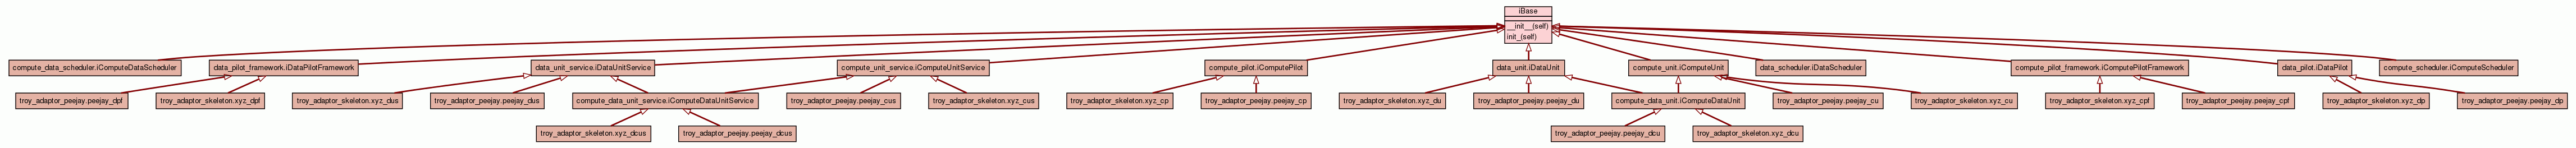 iBase
__init__(self)
init_(self)
compute_data_scheduler.iComputeDataScheduler
data_pilot_framework.iDataPilotFramework
data_unit_service.iDataUnitService
compute_unit_service.iComputeUnitService
compute_pilot.iComputePilot
data_unit.iDataUnit
compute_unit.iComputeUnit
data_scheduler.iDataScheduler
compute_pilot_framework.iComputePilotFramework
data_pilot.iDataPilot
compute_scheduler.iComputeScheduler
troy_adaptor_peejay.peejay_dpf
troy_adaptor_skeleton.xyz_dpf
troy_adaptor_skeleton.xyz_dus
troy_adaptor_peejay.peejay_dus
compute_data_unit_service.iComputeDataUnitService
troy_adaptor_peejay.peejay_cus
troy_adaptor_skeleton.xyz_cus
troy_adaptor_skeleton.xyz_cp
troy_adaptor_peejay.peejay_cp
troy_adaptor_skeleton.xyz_du
troy_adaptor_peejay.peejay_du
compute_data_unit.iComputeDataUnit
troy_adaptor_peejay.peejay_cu
troy_adaptor_skeleton.xyz_cu
troy_adaptor_skeleton.xyz_cpf
troy_adaptor_peejay.peejay_cpf
troy_adaptor_skeleton.xyz_dp
troy_adaptor_peejay.peejay_dp
troy_adaptor_skeleton.xyz_dcus
troy_adaptor_peejay.peejay_dcus
troy_adaptor_peejay.peejay_dcu
troy_adaptor_skeleton.xyz_dcu